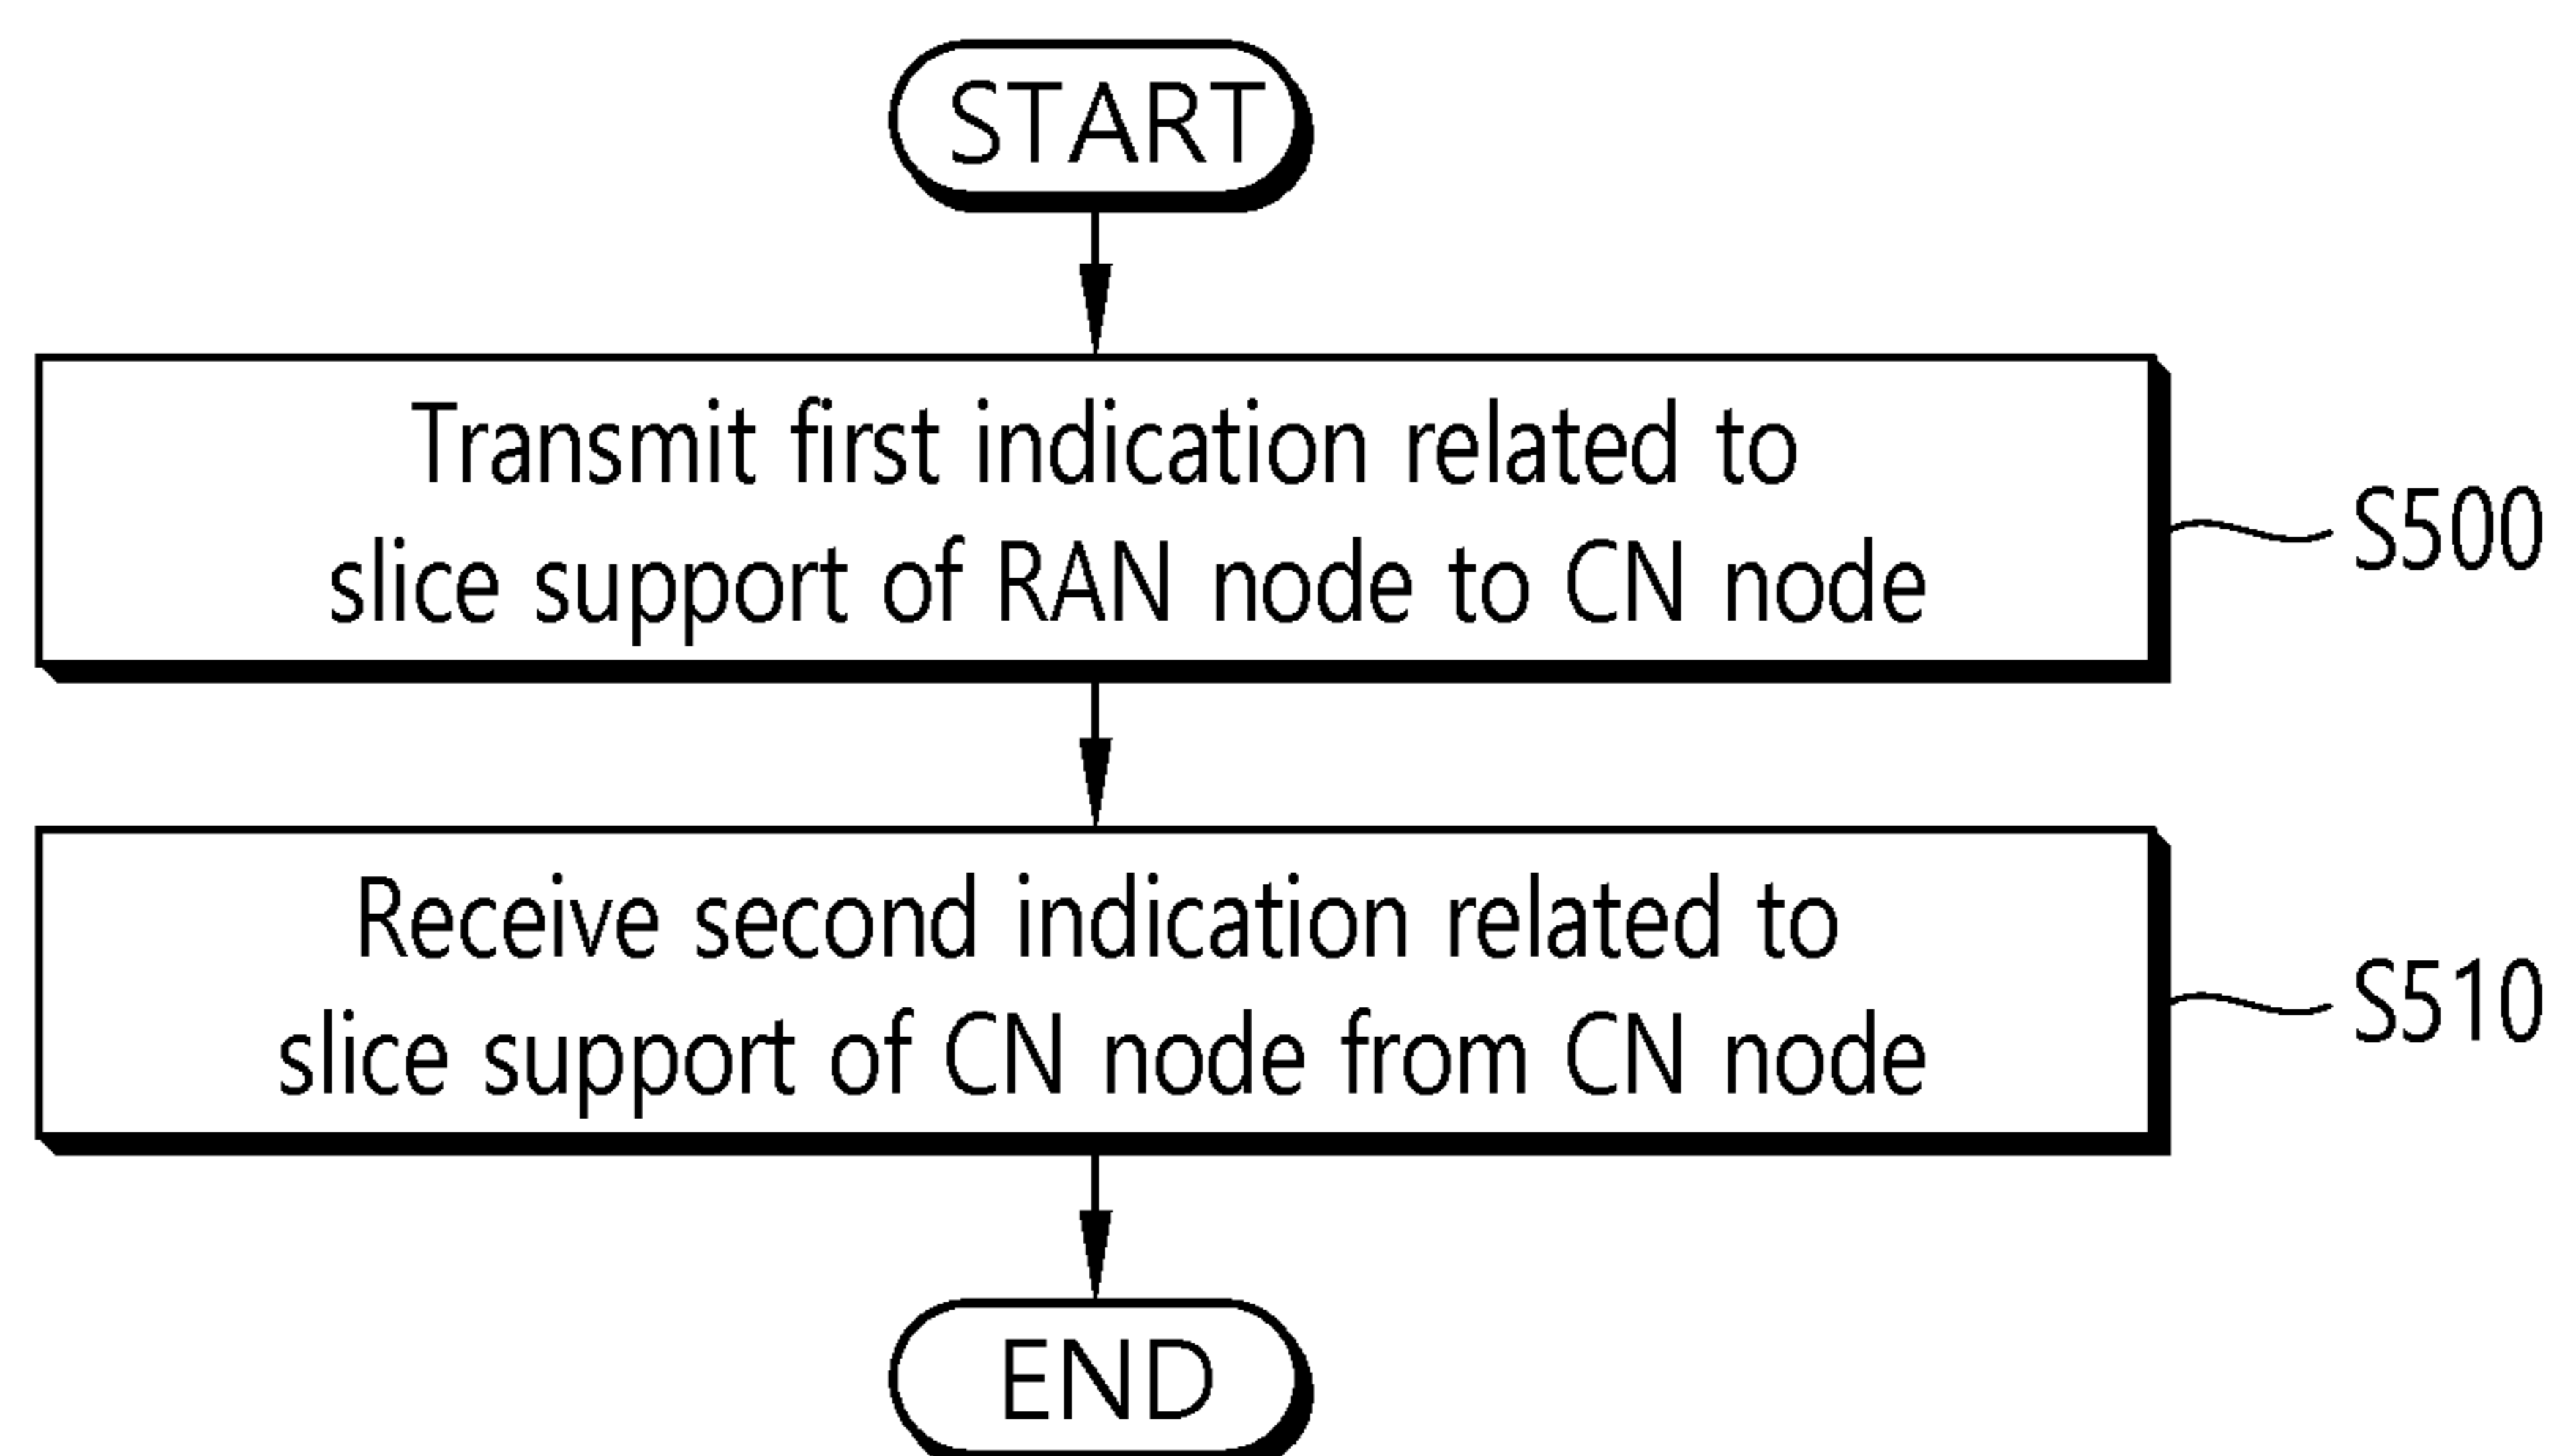 START
Transmit first indication related to
slice support of RAN node to CN node
S500
Receive second indication related to
slice support of CN node from CN node
S510
END